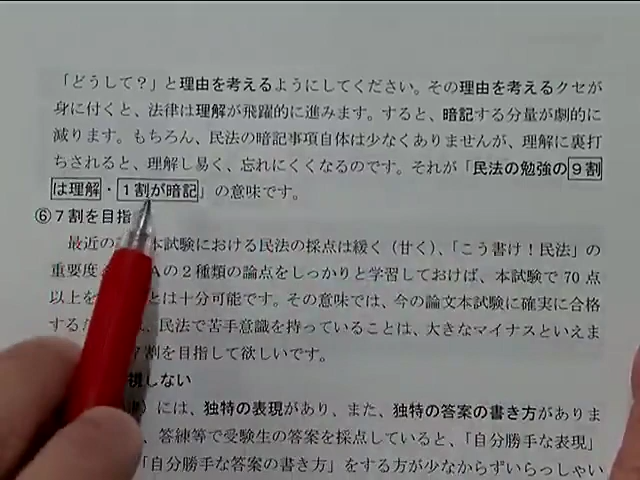 「どうして？」と理由を考えるようにしてください。その理由を考えるクセが
身に付くと、法律は理解が飛躍的に進みます。すると、暗記する分量が劇的に
減ります。もちろん、民法の暗記事項自体は少なくありませんが、理解に裏打
ちされると、理解し易く、忘れにくくなるのです。それが「民法の勉強の９割
は理解・１割が暗記」の意味です。
⑥７割を目指
最近の 本試験における民法の採点は緩く（甘く）、「こう書け！民法」の
重要度 Aの２種類の論点をしっかりと学習しておけば、本試験で70点
以上を とは十分可能です。その意味では、今の論文本試験に確実に合格
する 、民法で苦手意識を持っていることは、大きなマイナスといえま
７割を目指して欲しいです。
視しない
には、独特の表現があり、また、独特の答案の書き方がありま
、答練等で受験生の答案を採点していると、「自分勝手な表現」
「自分勝手な答案の書き方」をする方が少なからずいらっしゃい